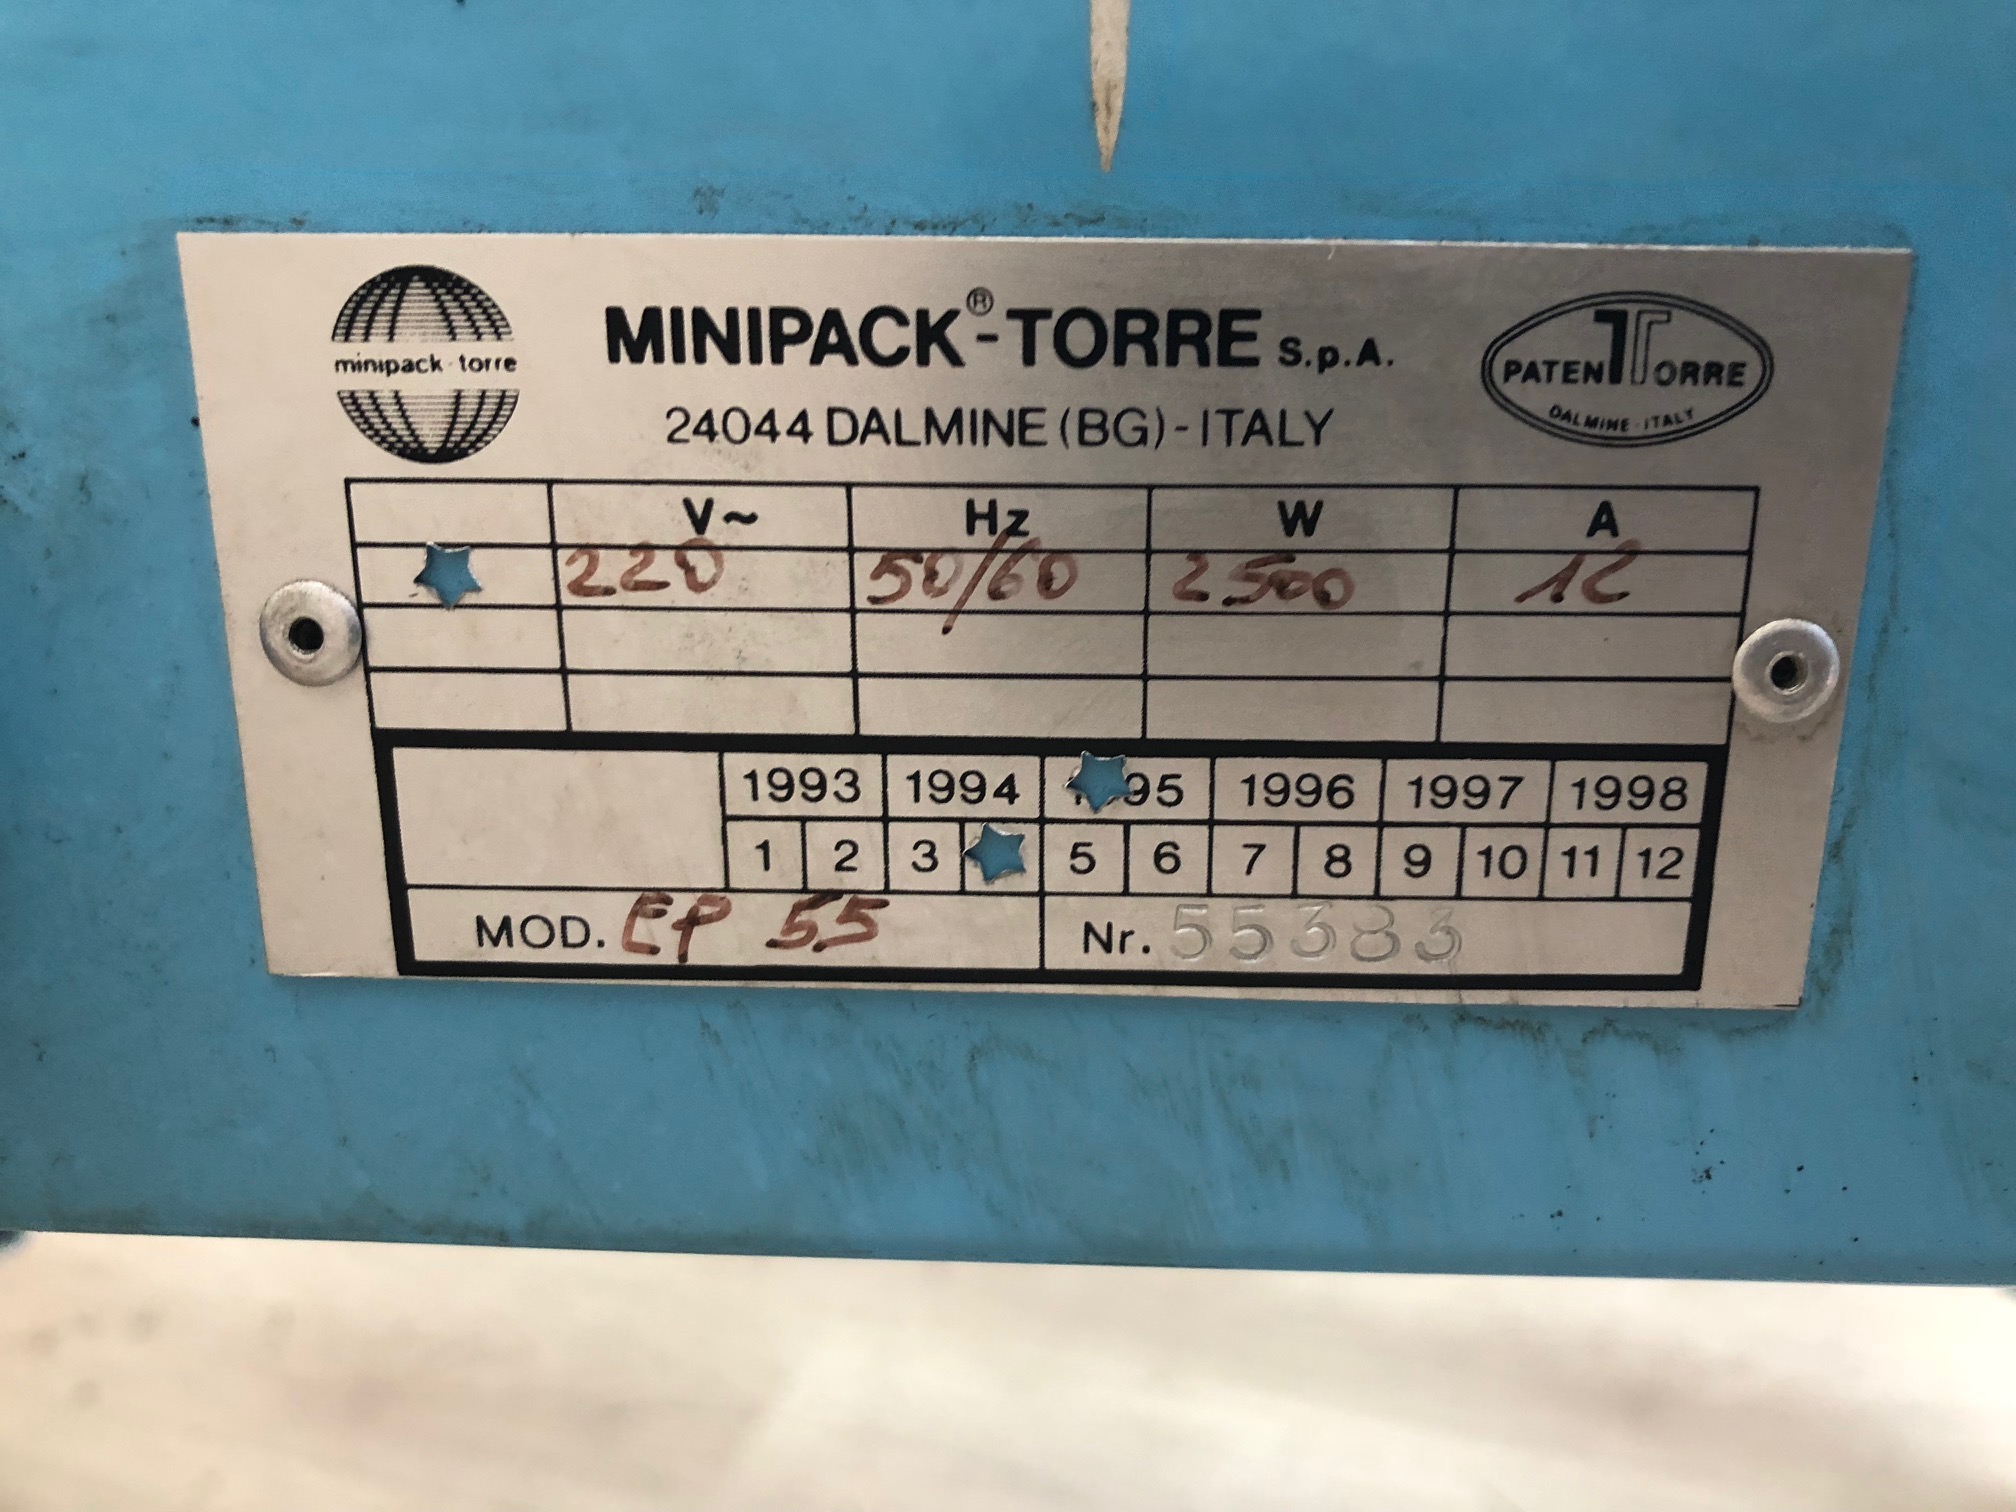 minipack-torre
MINIPACK®-TORRE S.p.A.
24044 DALMINE (BG) - ITALY
PATENTORRE
DALMINE - ITALY
V~ Hz W A
220 50/60 2500 12
1993 1994 95 1996 1997 1998
1 2 3 5 6 7 8 9 10 11 12
MOD. EP 55 Nr. 55383